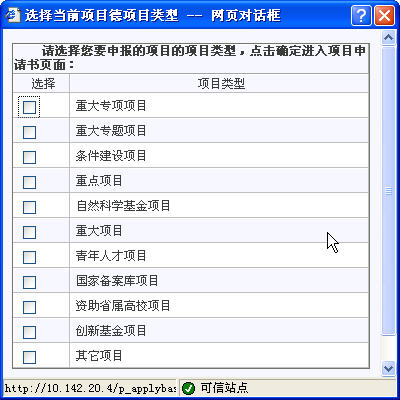 选择当前项目德项目类型 -- 网页对话框
请选择您要申报的项目的项目类型，点击确定进入项目申
请书页面：
选择 项目类型
重大专项项目
重大专题项目
条件建设项目
重点项目
自然科学基金项目
重大项目
青年人才项目
国家备案库项目
资助省属高校项目
创新基金项目
其它项目
http://10.142.20.4/p_applybas 可信站点